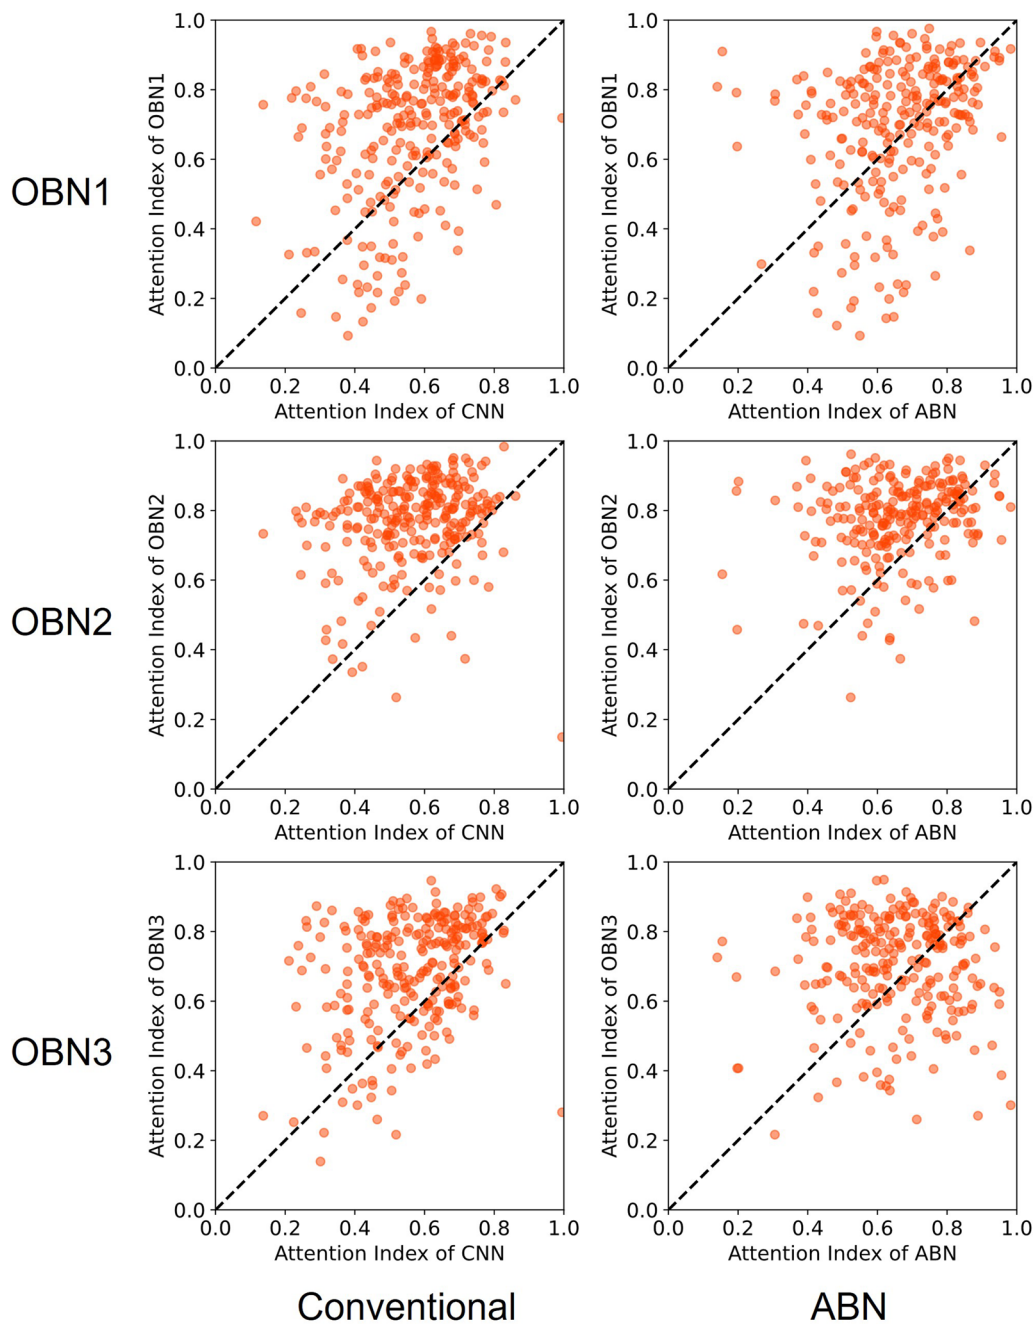 OBN1
Attention Index of OBN1
1.0
0.8
0.6
0.4
0.2
0.0
0.0 0.2 0.4 0.6 0.8 1.0
Attention Index of CNN
Attention Index of OBN1
1.0
0.8
0.6
0.4
0.2
0.0
0.0 0.2 0.4 0.6 0.8 1.0
Attention Index of ABN
OBN2
Attention Index of OBN2
1.0
0.8
0.6
0.4
0.2
0.0
0.0 0.2 0.4 0.6 0.8 1.0
Attention Index of CNN
Attention Index of OBN2
1.0
0.8
0.6
0.4
0.2
0.0
0.0 0.2 0.4 0.6 0.8 1.0
Attention Index of ABN
OBN3
Attention Index of OBN3
1.0
0.8
0.6
0.4
0.2
0.0
0.0 0.2 0.4 0.6 0.8 1.0
Attention Index of CNN
Attention Index of OBN3
1.0
0.8
0.6
0.4
0.2
0.0
0.0 0.2 0.4 0.6 0.8 1.0
Attention Index of ABN
Conventional
ABN